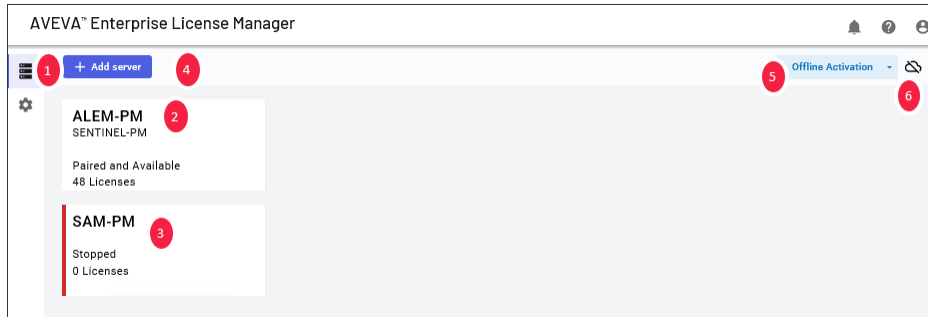 AVEVA™ Enterprise License Manager
1
+ Add server
4
5
Offline Activation
6
ALEM-PM
2
SENTINEL-PM
Paired and Available
48 Licenses
SAM-PM
3
Stopped
0 Licenses